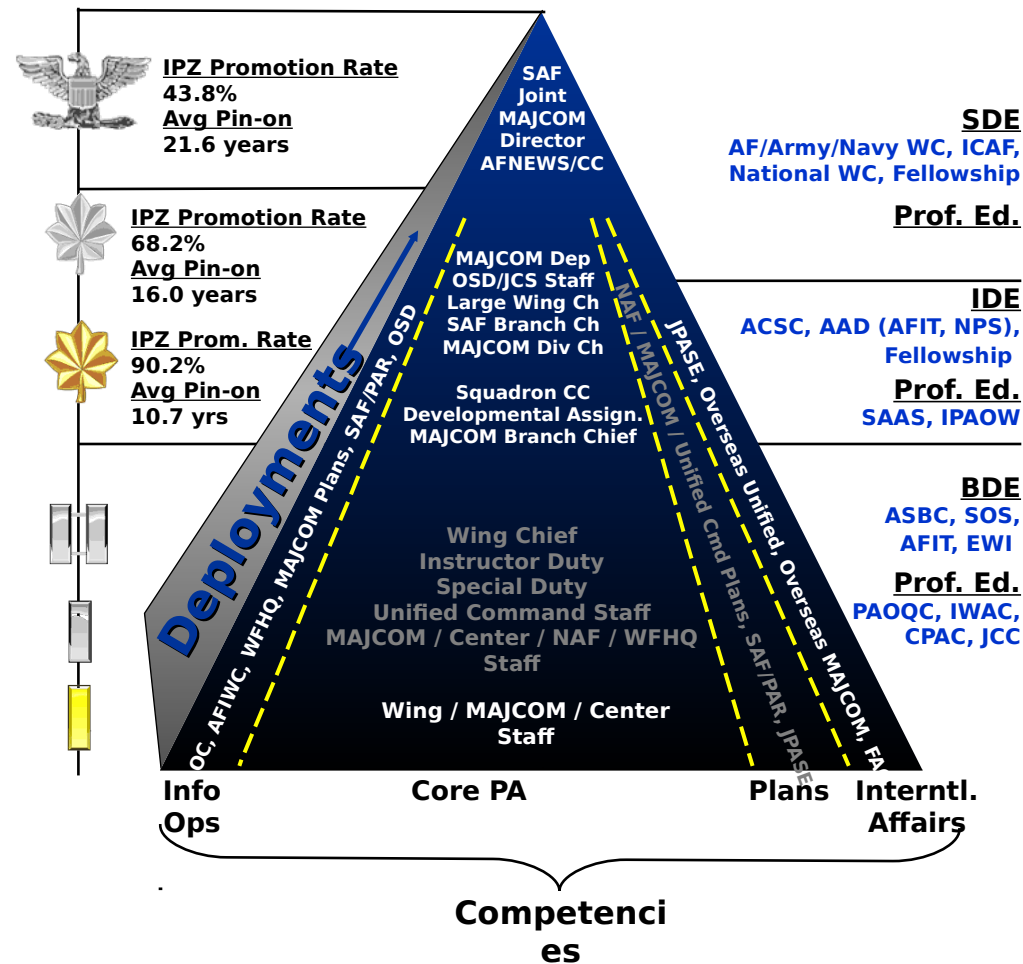 IPZ Promotion Rate
43.8%
Avg Pin-on
21.6 years
IPZ Promotion Rate
68.2%
Avg Pin-on
16.0 years
IPZ Prom. Rate
90.2%
Avg Pin-on
10.7 yrs
Deployments
SAF
Joint
MAJCOM
Director
AFNEWS/CC
MAJCOM Dep
OSD/JCS Staff
Large Wing Ch
SAF Branch Ch
MAJCOM Div Ch
Squadron CC
Developmental Assign.
MAJCOM Branch Chief
Wing Chief
Instructor Duty
Special Duty
Unified Command Staff
MAJCOM / Center / NAF / WFHQ
Staff
Wing / MAJCOM / Center
Staff
OC, AFIWC, WFHQ, MAJCOM Plans, SAF/PAR, OSD
NAF / MAJCOM / Unified Cmd Plans, SAF/PAR, JPASE
JPASE, Overseas Unified, Overseas MAJCOM, FAO
SDE
AF/Army/Navy WC, ICAF,
National WC, Fellowship
Prof. Ed.
IDE
ACSC, AAD (AFIT, NPS),
Fellowship
Prof. Ed.
SAAS, IPAOW
BDE
ASBC, SOS,
AFIT, EWI
Prof. Ed.
PAOQC, IWAC,
CPAC, JCC
Info
Ops
Core PA
Plans
Interntl.
Affairs
.
Competenci
es